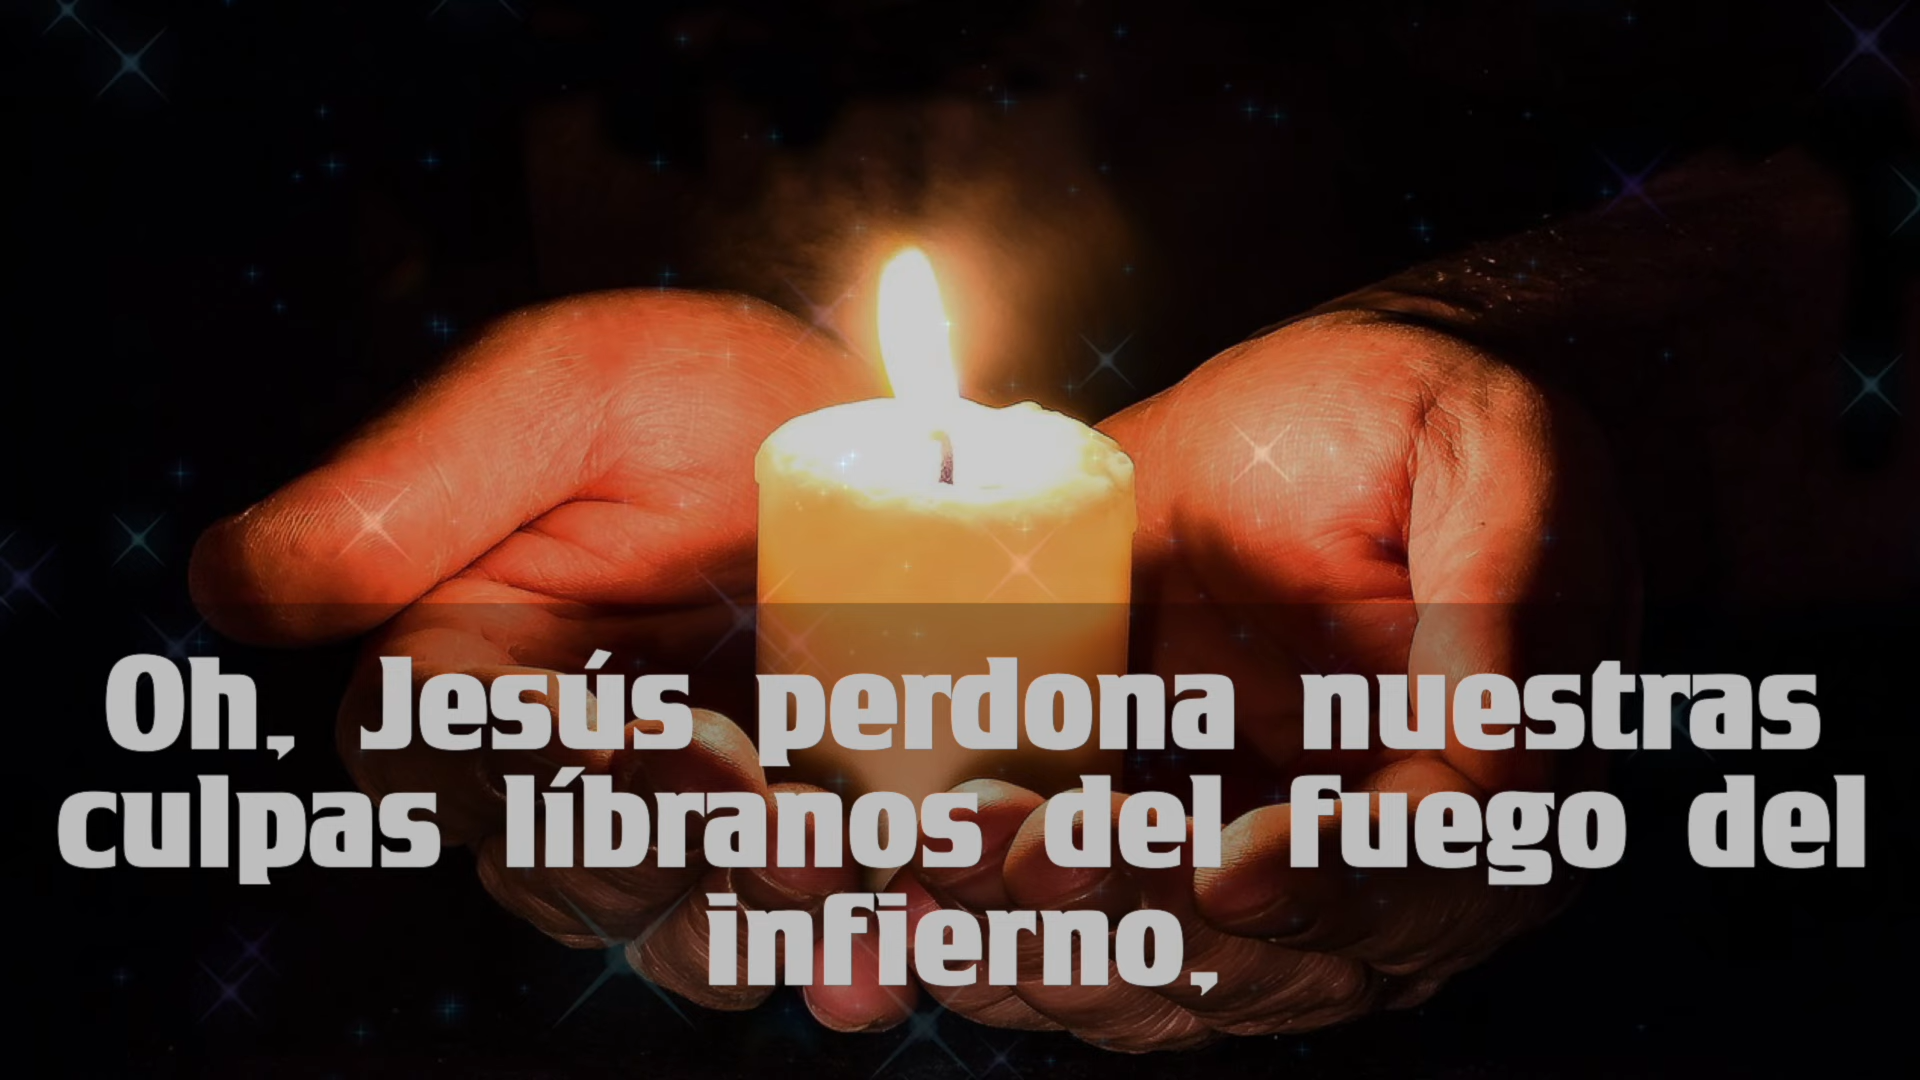 Oh, Jesús perdona nuestras
culpas líbranos del fuego del
infierno,